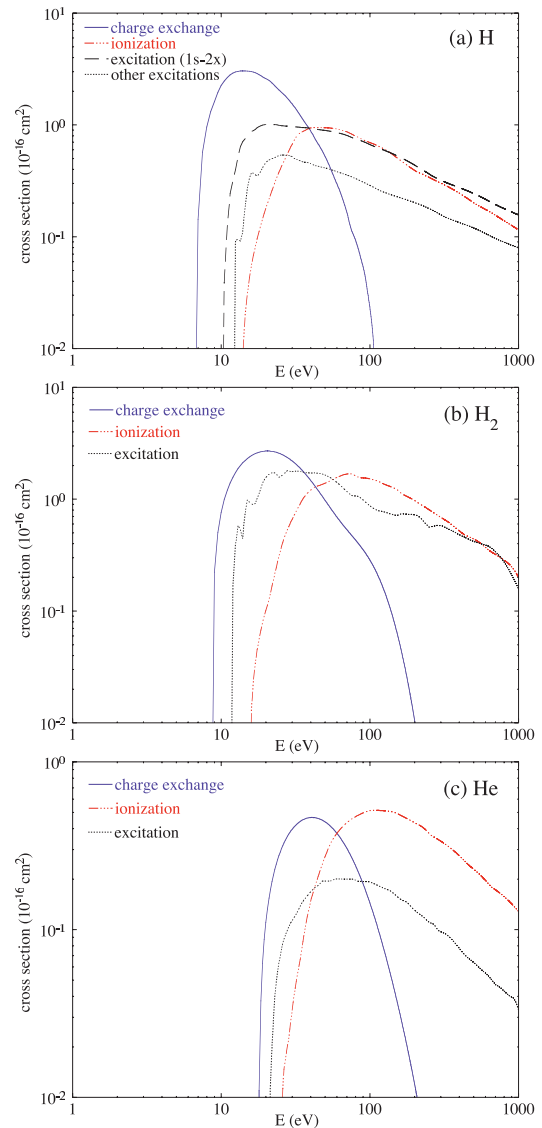 10¹
charge exchange
(a) H
ionization
excitation (1s-2x)
other excitations
10⁰
cross section (10⁻¹⁶ cm²)
10⁻¹
10⁻²
1 10 100 1000
E (eV)
10¹
charge exchange
(b) H₂
ionization
excitation
10⁰
cross section (10⁻¹⁶ cm²)
10⁻¹
10⁻²
1 10 100 1000
E (eV)
10⁰
charge exchange
(c) He
ionization
excitation
cross section (10⁻¹⁶ cm²)
10⁻¹
10⁻²
1 10 100 1000
E (eV)